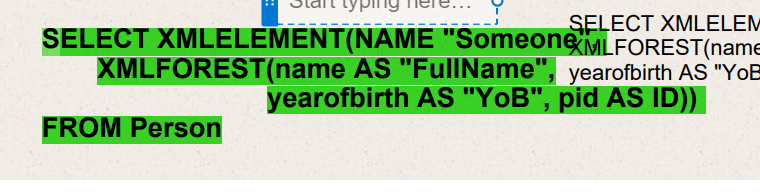 Start typing here...
SELECT XMLELEMENT(NAME "Someone",
XMLFOREST(name AS "FullName",
yearofbirth AS "YoB", pid AS ID))
FROM Person
SELECT XMLELEM
XMLFOREST(name
yearofbirth AS "YoB